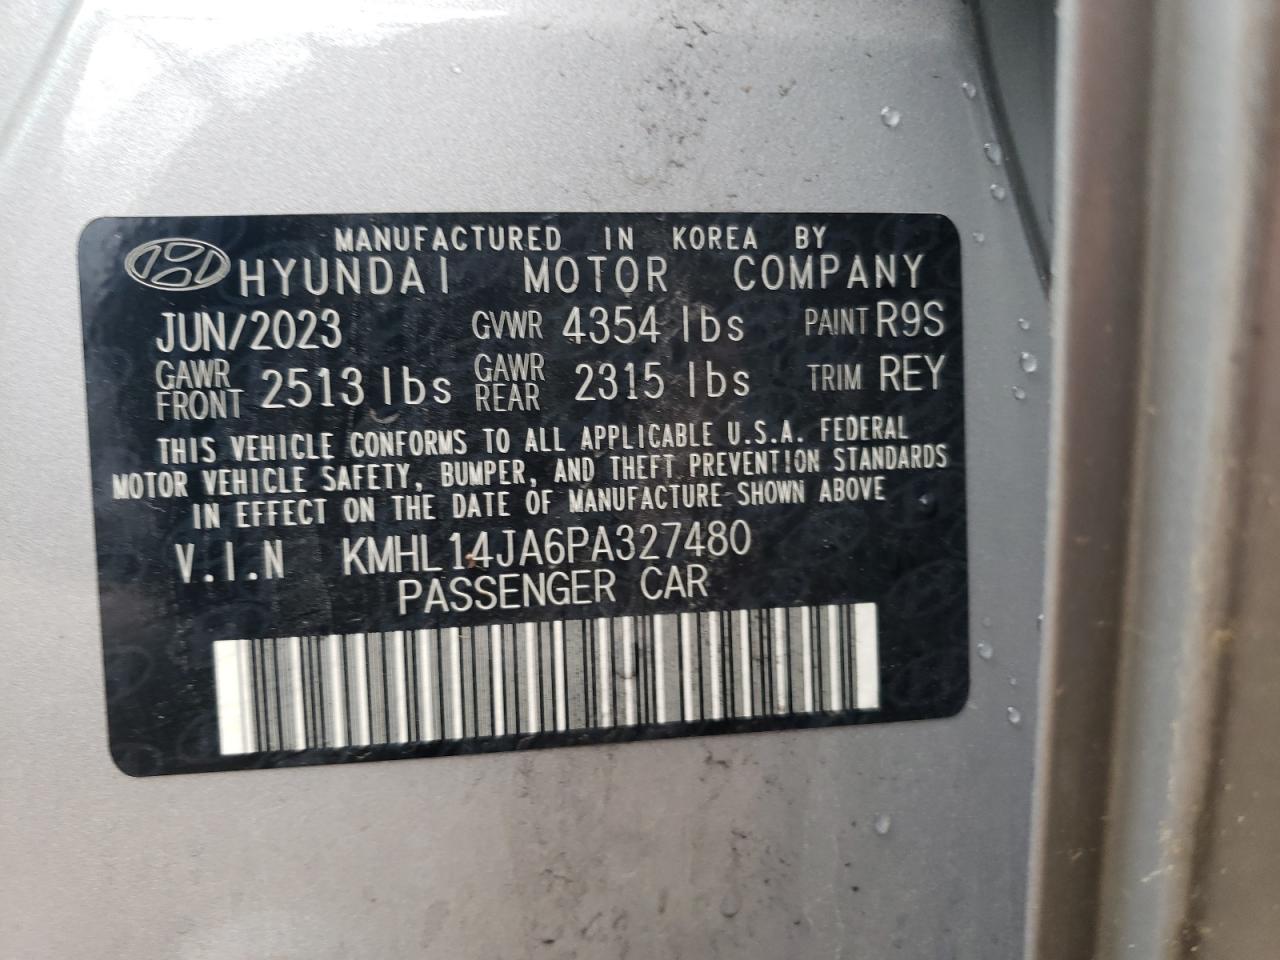 MANUFACTURED IN KOREA BY
HYUNDAI MOTOR COMPANY
JUN/2023 GVWR 4354 lbs PAINT R9S
GAWR FRONT 2513 lbs GAWR REAR 2315 lbs TRIM REY
THIS VEHICLE CONFORMS TO ALL APPLICABLE U.S.A. FEDERAL
MOTOR VEHICLE SAFETY, BUMPER, AND THEFT PREVENTION STANDARDS
IN EFFECT ON THE DATE OF MANUFACTURE SHOWN ABOVE
V.I.N KMHL14JA6PA327480
PASSENGER CAR